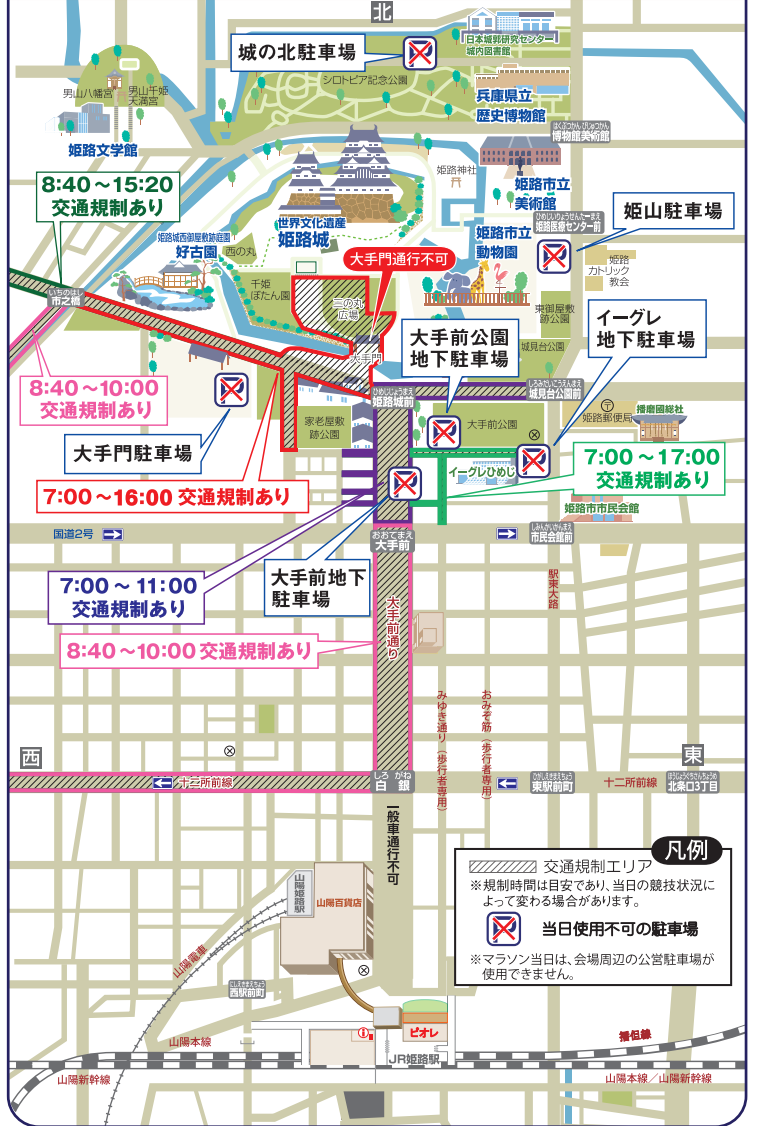 北
日本城郭研究センター
城内図書館
城の北駐車場
シロトピア記念公園
男山八幡宮
男山千姫
天満宮
姫路文学館
兵庫県立
歴史博物館
はくぶつかん びじゅつかん
博物館美術館
姫路神社
姫路市立
美術館
8:40～15:20
交通規制あり
ひめじいりょうせんたーまえ
姫路医療センター前
姫山駐車場
世界文化遺産
姫路城
姫路城西御屋敷跡庭園
好古園
西の丸
姫路市立
動物園
大手門通行不可
姫路
カトリック
教会
いちのはし
市之橋
千姫
ぼたん園
三の丸
広場
東御屋敷
跡公園
イーグレ
地下駐車場
大手前公園
地下駐車場
城見台公園
大手門
8:40～10:00
交通規制あり
ひめじじょうまえ
姫路城前
しろみだいこうえんまえ
城見台公園前
家老屋敷
跡公園
大手前公園
姫路郵便局
播磨國総社
大手門駐車場
イーグレひめじ
7:00～17:00
交通規制あり
7:00～16:00 交通規制あり
姫路市市民会館
国道2号
おおてまえ
大手前
しみんかいかんまえ
市民会館前
7:00～11:00
交通規制あり
大手前地下
駐車場
駅東大路
大手前通り
8:40～10:00 交通規制あり
みゆき通り（歩行者専用）
おみぞ筋（歩行者専用）
西
東
十二所前線
しろ がね
白 銀
ひがしえきまえちょう
東駅前町
十二所前線
ほうじょうぐちさんちょうめ
北条口3丁目
一般車通行不可
凡例
交通規制エリア
※規制時間は目安であり、当日の競技状況に
よって変わる場合があります。
当日使用不可の駐車場
※マラソン当日は、会場周辺の公営駐車場が
使用できません。
山陽姫路駅
山陽百貨店
山陽電車
にしえきまえちょう
西駅前町
ピオレ
播但線
山陽本線
JR姫路駅
山陽新幹線
山陽本線／山陽新幹線